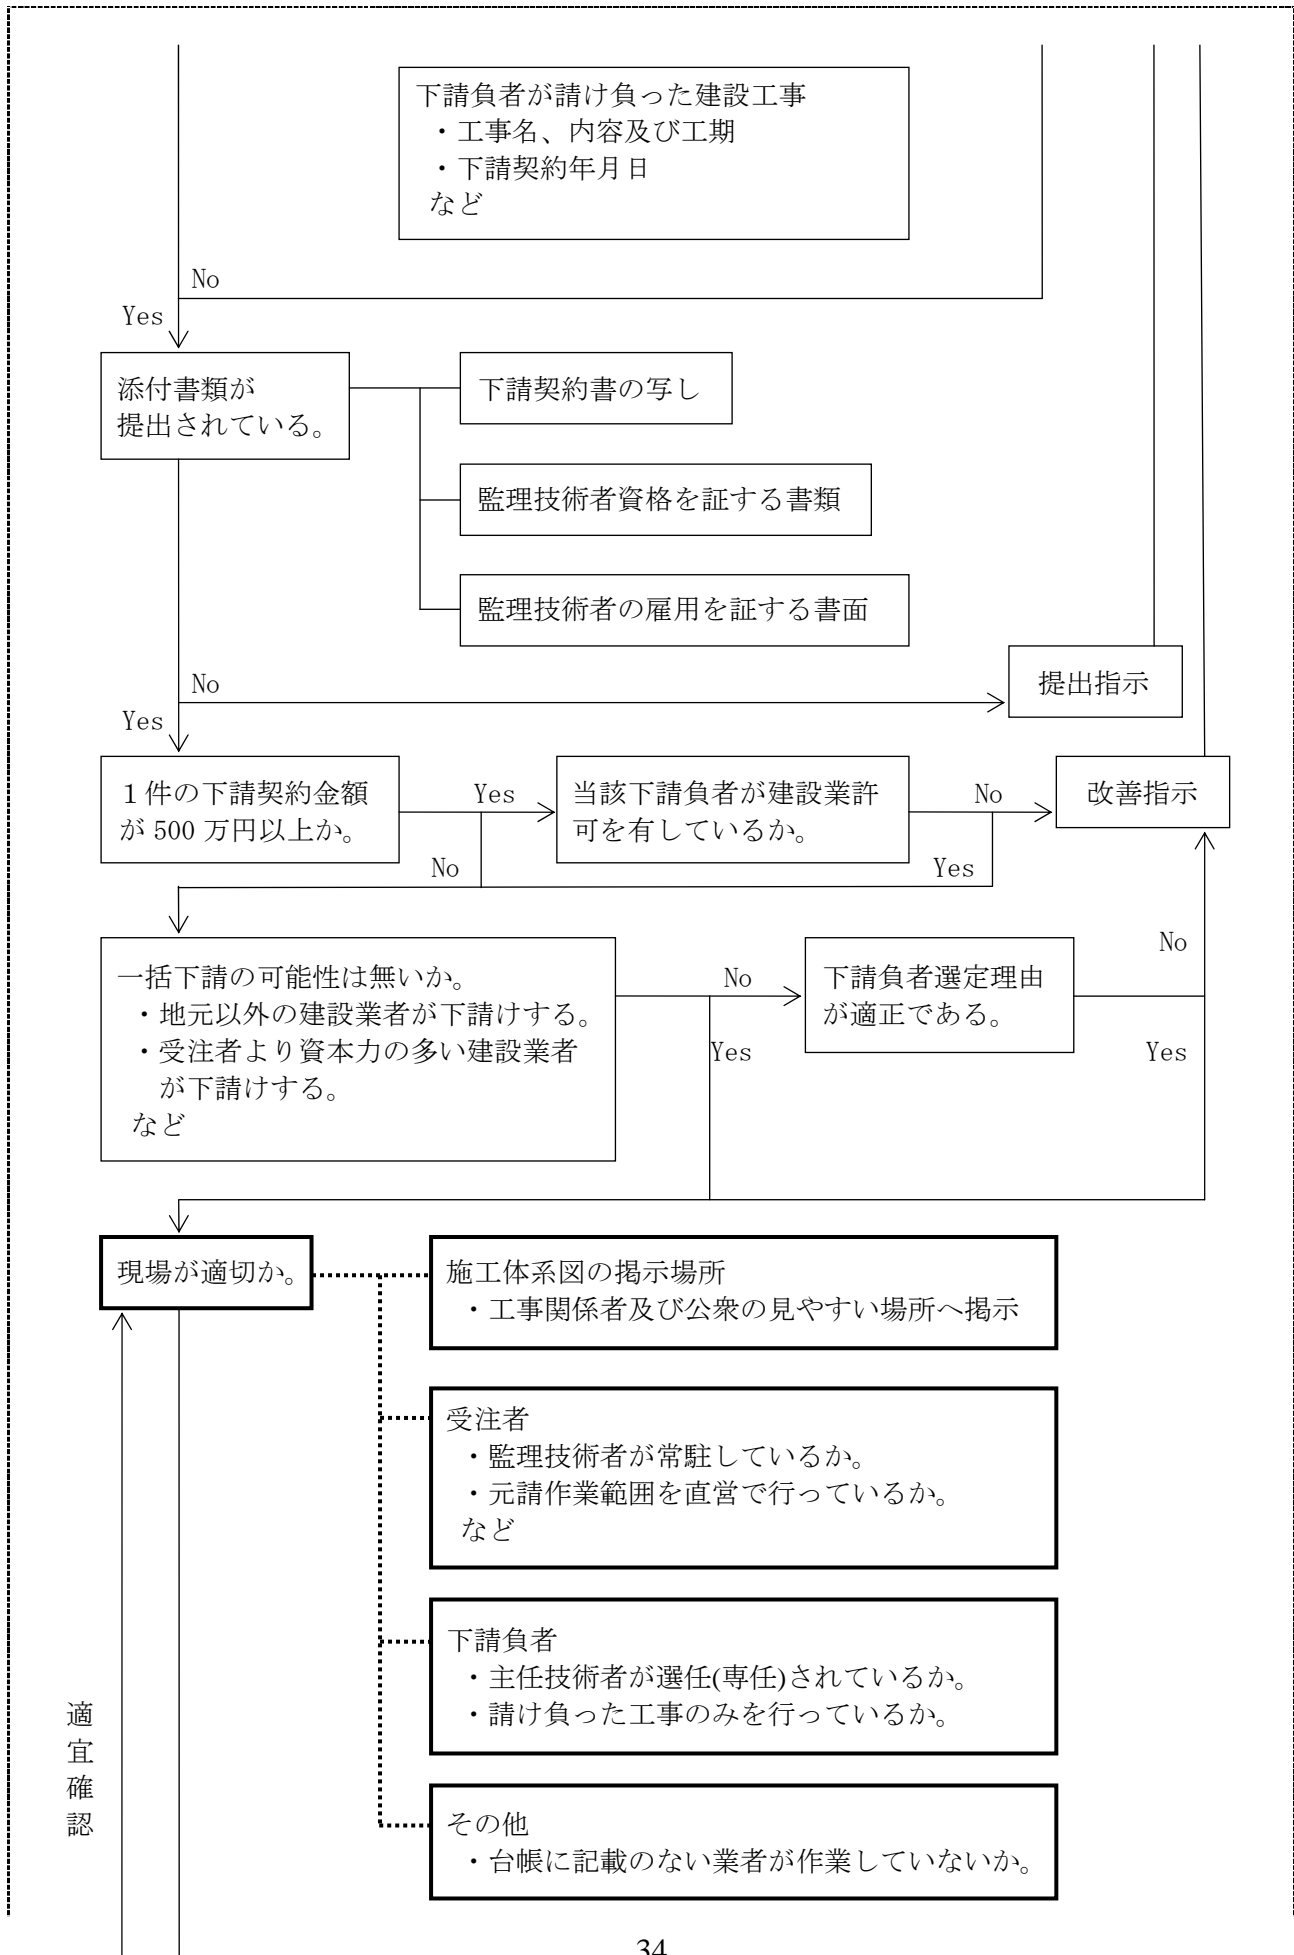 下請負者が請け負った建設工事
・工事名、内容及び工期
・下請契約年月日
など
No
Yes
添付書類が
提出されている。
下請契約書の写し
監理技術者資格を証する書類
監理技術者の雇用を証する書面
No
提出指示
Yes
１件の下請契約金額
が 500 万円以上か。
Yes
当該下請負者が建設業許
可を有しているか。
No
改善指示
No
Yes
一括下請の可能性は無いか。
・地元以外の建設業者が下請けする。
・受注者より資本力の多い建設業者
が下請けする。
など
No
Yes
下請負者選定理由
が適正である。
No
Yes
現場が適切か。
施工体系図の掲示場所
・工事関係者及び公衆の見やすい場所へ掲示
受注者
・監理技術者が常駐しているか。
・元請作業範囲を直営で行っているか。
など
下請負者
・主任技術者が選任(専任)されているか。
・請け負った工事のみを行っているか。
適宜確認
その他
・台帳に記載のない業者が作業していないか。
34